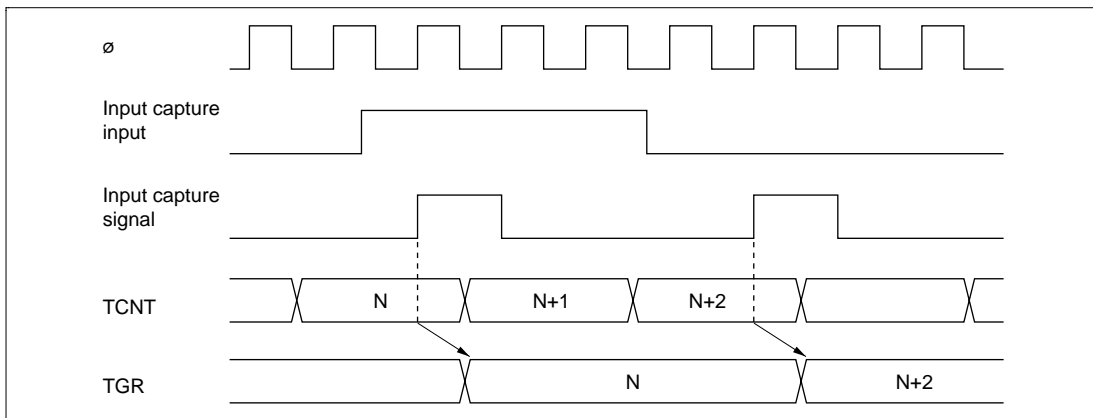 ø
Input capture
input
Input capture
signal
TCNT N N+1 N+2
TGR N N+2